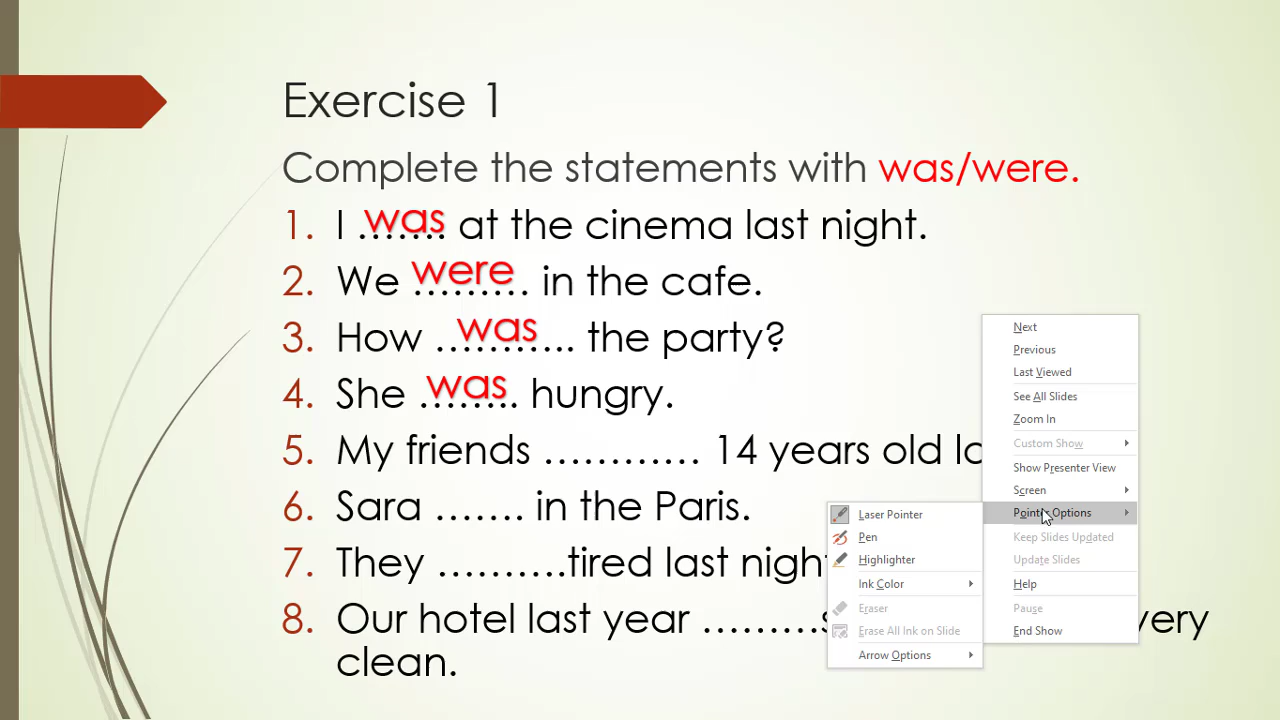 Exercise 1
Complete the statements with was/were.
1. I ...was... at the cinema last night.
2. We ...were... in the cafe.
3. How ...was... the party?
4. She ...was... hungry.
5. My friends ………… 14 years old
6. Sara ……. in the Paris.
7. They ……….tired last night
8. Our hotel last year ……… very
clean.
Next
Previous
Last Viewed
See All Slides
Zoom In
Custom Show
Show Presenter View
Screen
Pointer Options
Keep Slides Updated
Update Slides
Help
Pause
End Show
Laser Pointer
Pen
Highlighter
Ink Color
Eraser
Erase All Ink on Slide
Arrow Options